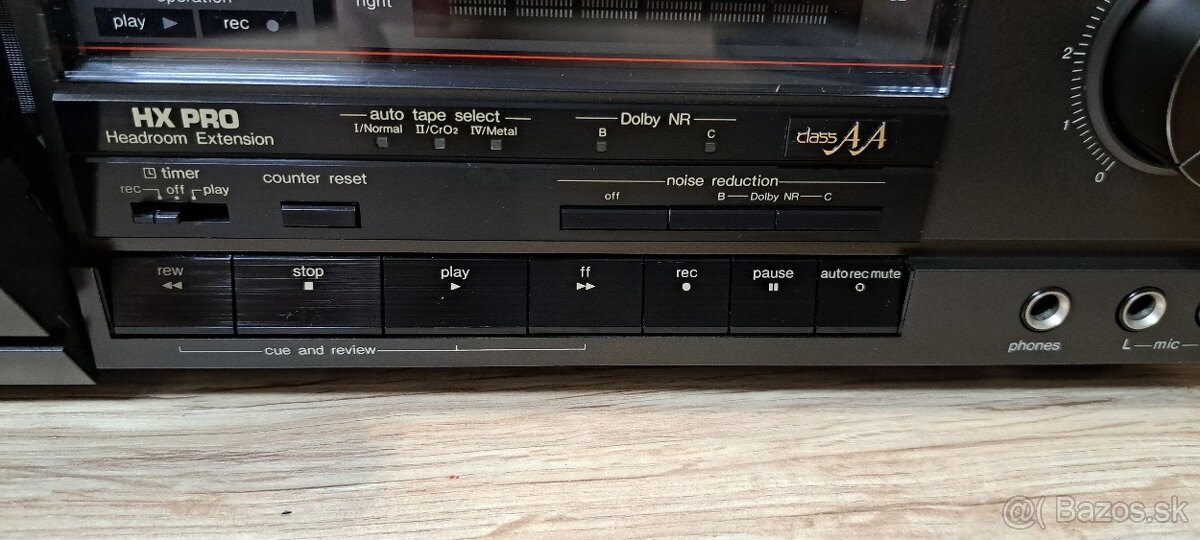 operation
right
play ▶ rec ●
HX PRO
Headroom Extension
auto tape select
I/Normal II/CrO2 IV/Metal
Dolby NR
B C
class AA
timer
rec off play
counter reset
noise reduction
off B Dolby NR C
rew stop play ff rec pause auto rec mute
cue and review
2
1
0
phones
L mic
@( Bazos.sk